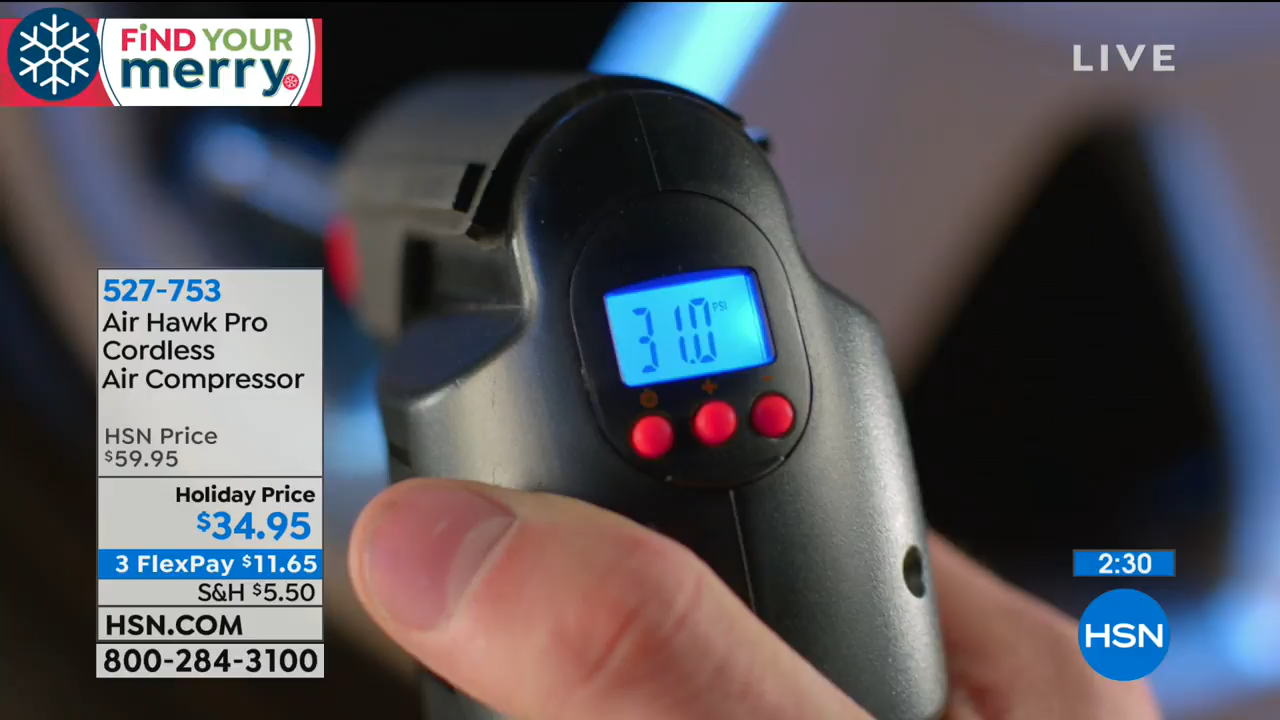 FiND YOUR
merry.
LIVE
527-753
Air Hawk Pro
Cordless
Air Compressor
HSN Price
$59.95
Holiday Price
$34.95
3 FlexPay $11.65
S&H $5.50
HSN.COM
800-284-3100
31.0 PSI
+
-
2:30
HSN